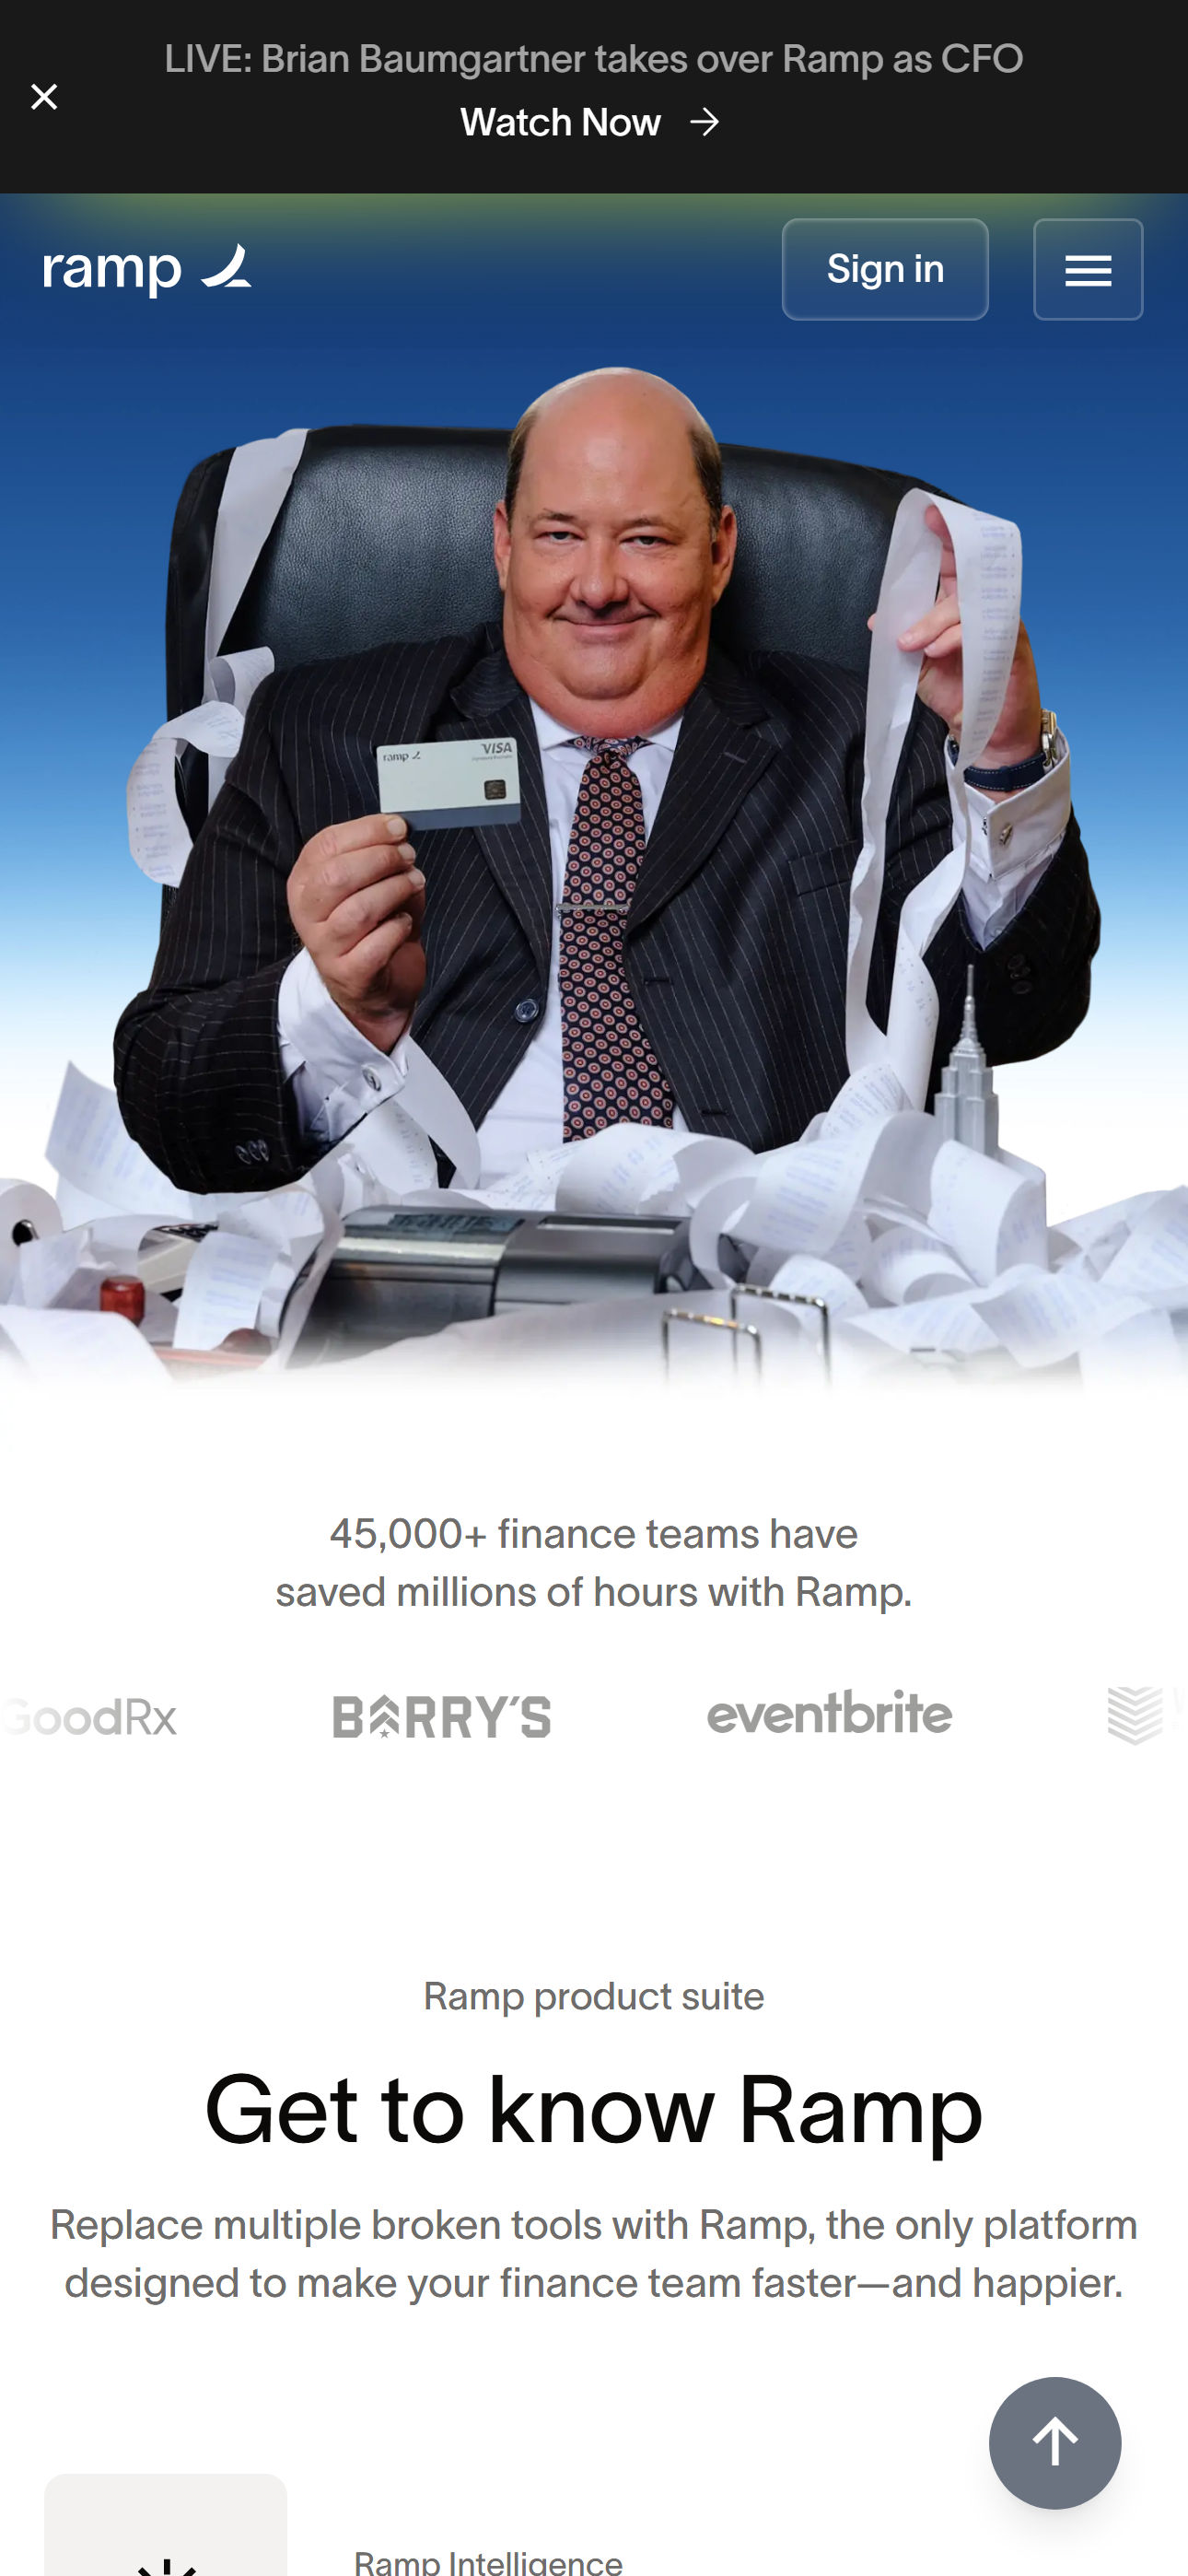 LIVE: Brian Baumgartner takes over Ramp as CFO
Watch Now
ramp
Sign in
ramp
VISA
45,000+ finance teams have
saved millions of hours with Ramp.
GoodRx
BARRY'S
eventbrite
Ramp product suite
Get to know Ramp
Replace multiple broken tools with Ramp, the only platform
designed to make your finance team faster—and happier.
Ramp Intelligence